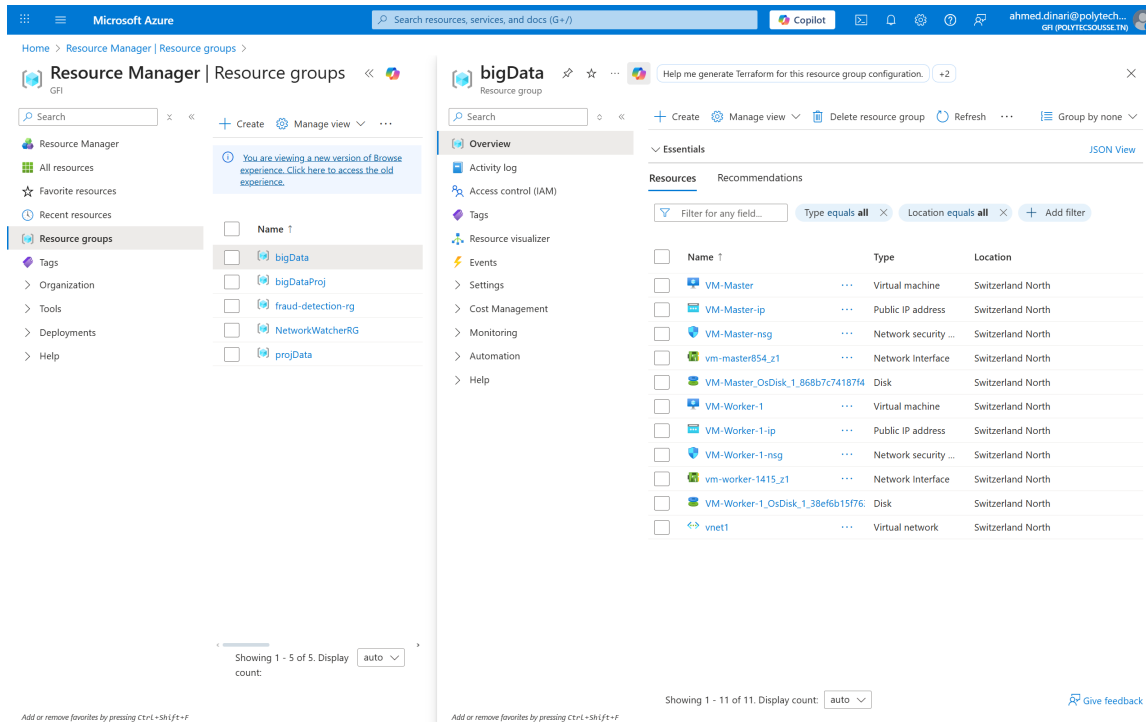 Microsoft Azure
Search resources, services, and docs (G+/)
Copilot
ahmed.dinari@polytech...
GFI (POLYTECSOUSSE.TN)
Home > Resource Manager | Resource groups >
Resource Manager | Resource groups
GFI
Search
Create
Manage view
Resource Manager
All resources
Favorite resources
Recent resources
Resource groups
Tags
Organization
Tools
Deployments
Help
You are viewing a new version of Browse
experience. Click here to access the old
experience.
Name ↑
bigData
bigDataProj
fraud-detection-rg
NetworkWatcherRG
projData
Showing 1 - 5 of 5. Display
count:
auto
Add or remove favorites by pressing Ctrl+Shift+F
bigData
Resource group
Help me generate Terraform for this resource group configuration.
+2
Search
Overview
Activity log
Access control (IAM)
Tags
Resource visualizer
Events
Settings
Cost Management
Monitoring
Automation
Help
Add or remove favorites by pressing Ctrl+Shift+F
Create
Manage view
Delete resource group
Refresh
Group by none
Essentials
JSON View
Resources
Recommendations
Filter for any field...
Type equals all
Location equals all
Add filter
Name ↑ Type Location
VM-Master ... Virtual machine Switzerland North
VM-Master-ip ... Public IP address Switzerland North
VM-Master-nsg ... Network security ... Switzerland North
vm-master854_z1 ... Network Interface Switzerland North
VM-Master_OsDisk_1_868b7c74187f4 Disk Switzerland North
VM-Worker-1 ... Virtual machine Switzerland North
VM-Worker-1-ip ... Public IP address Switzerland North
VM-Worker-1-nsg ... Network security ... Switzerland North
vm-worker-1415_z1 ... Network Interface Switzerland North
VM-Worker-1_OsDisk_1_38ef6b15f76 Disk Switzerland North
vnet1 ... Virtual network Switzerland North
Showing 1 - 11 of 11. Display count:
auto
Give feedback